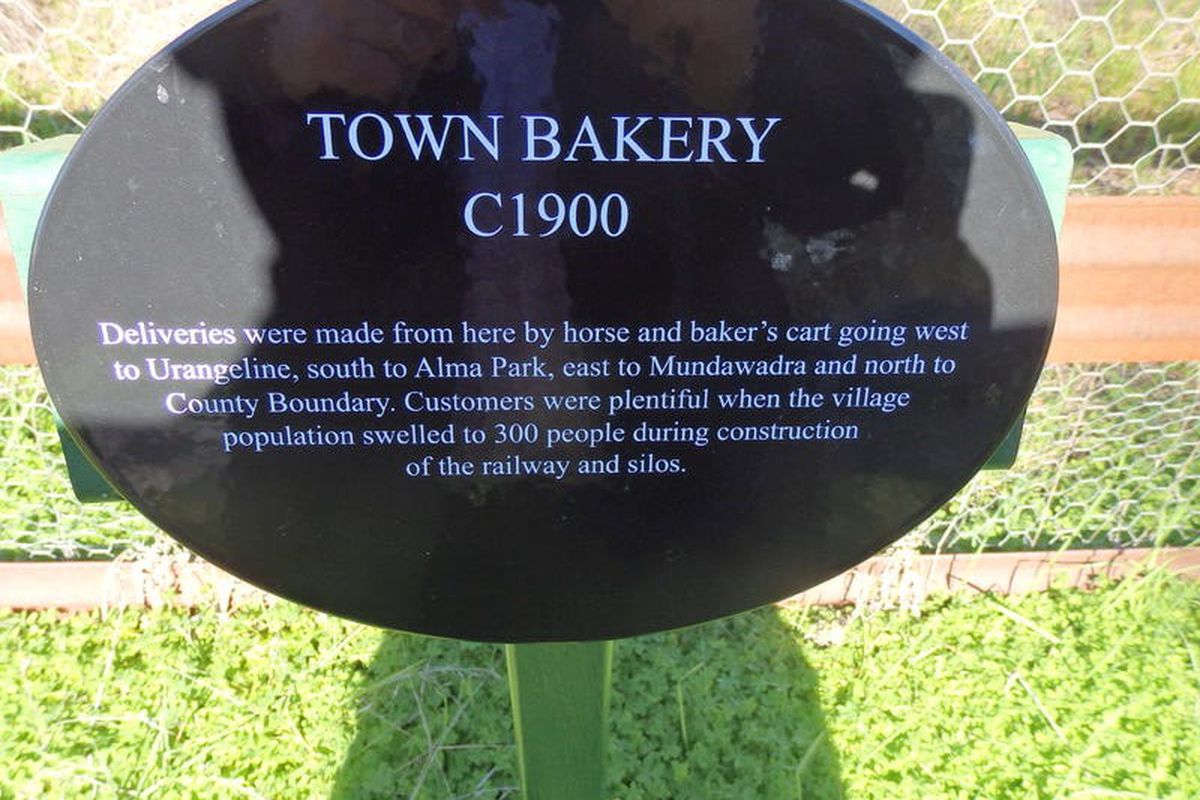 TOWN BAKERY
C1900
Deliveries were made from here by horse and baker's cart going west
to Urangeline, south to Alma Park, east to Mundawadra and north to
County Boundary. Customers were plentiful when the village
population swelled to 300 people during construction
of the railway and silos.